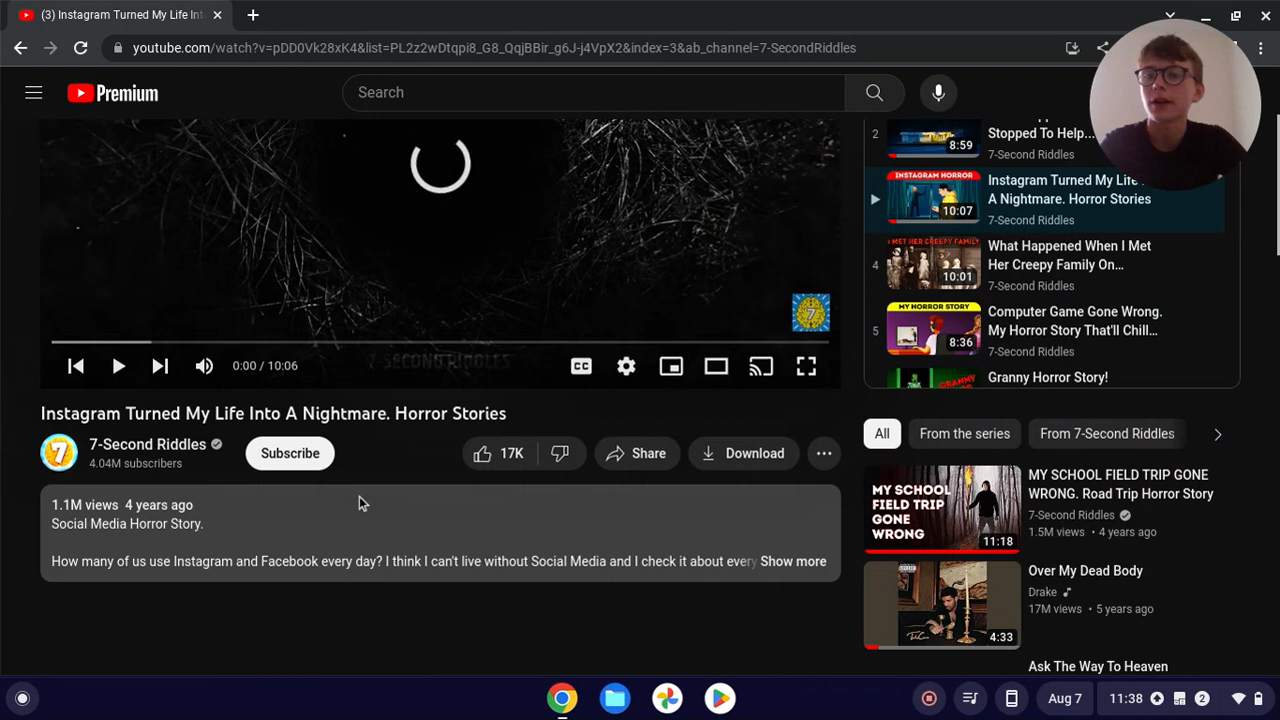 (3) Instagram Turned My Life Int
youtube.com/watch?v=pDD0Vk28xK4&list=PL2z2wDtqpi8_G8_QqjBBir_g6J-j4VpX2&index=3&ab_channel=7-SecondRiddles
Premium
Search
7-SECOND RIDDLES
0:00 / 10:06
CC
Instagram Turned My Life Into A Nightmare. Horror Stories
7-Second Riddles
4.04M subscribers
Subscribe
17K
Share
Download
1.1M views 4 years ago
Social Media Horror Story.
How many of us use Instagram and Facebook every day? I think I can't live without Social Media and I check it about every Show more
2
8:59
Stopped To Help...
7-Second Riddles
INSTAGRAM HORROR
10:07
Instagram Turned My Life
A Nightmare. Horror Stories
7-Second Riddles
4
I MET HER CREEPY FAMILY
10:01
What Happened When I Met
Her Creepy Family On...
7-Second Riddles
5
MY HORROR STORY
8:36
Computer Game Gone Wrong.
My Horror Story That'll Chill...
7-Second Riddles
Granny Horror Story!
All
From the series
From 7-Second Riddles
MY SCHOOL
FIELD TRIP
GONE
WRONG
11:18
MY SCHOOL FIELD TRIP GONE
WRONG. Road Trip Horror Story
7-Second Riddles
1.5M views • 4 years ago
4:33
Over My Dead Body
Drake
17M views • 5 years ago
Ask The Way To Heaven
Aug 7
11:38
2